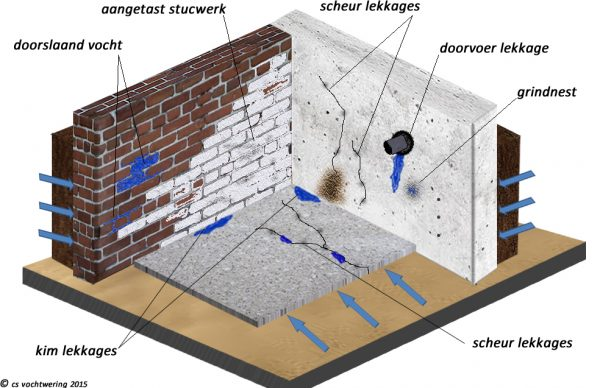 aangetast stucwerk
scheur lekkages
doorslaand vocht
doorvoer lekkage
grindnest
kim lekkages
scheur lekkages
© cs vochtwering 2015